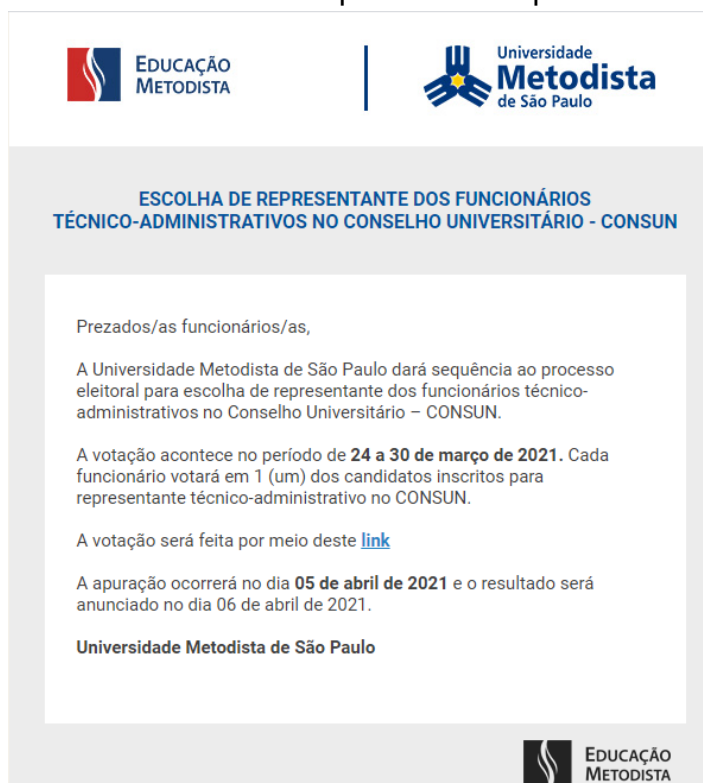 EDUCAÇÃO
METODISTA
Universidade
Metodista
de São Paulo
ESCOLHA DE REPRESENTANTE DOS FUNCIONÁRIOS
TÉCNICO-ADMINISTRATIVOS NO CONSELHO UNIVERSITÁRIO - CONSUN
Prezados/as funcionários/as,
A Universidade Metodista de São Paulo dará sequência ao processo
eleitoral para escolha de representante dos funcionários técnico-
administrativos no Conselho Universitário – CONSUN.
A votação acontece no período de 24 a 30 de março de 2021. Cada
funcionário votará em 1 (um) dos candidatos inscritos para
representante técnico-administrativo no CONSUN.
A votação será feita por meio deste link
A apuração ocorrerá no dia 05 de abril de 2021 e o resultado será
anunciado no dia 06 de abril de 2021.
Universidade Metodista de São Paulo
EDUCAÇÃO
METODISTA